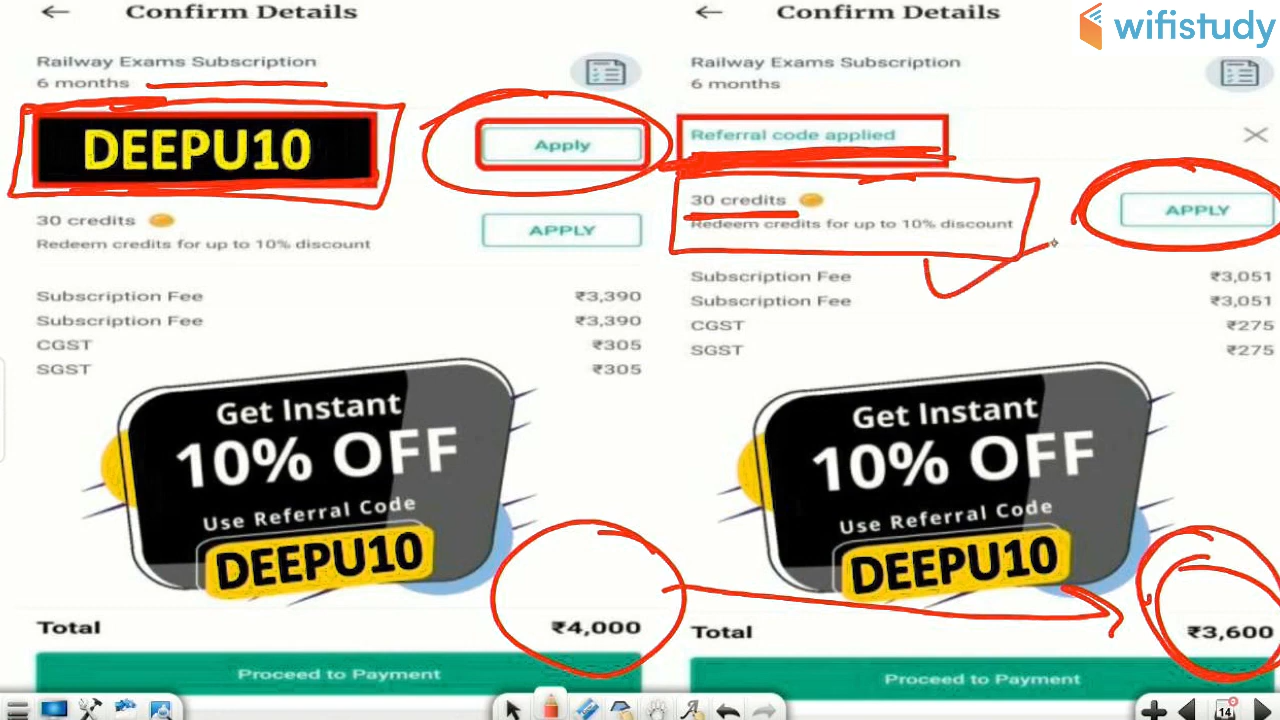 Confirm Details
Railway Exams Subscription
6 months
DEEPU10
Apply
30 credits
Redeem credits for up to 10% discount
APPLY
Subscription Fee ₹3,390
Subscription Fee ₹3,390
CGST ₹305
SGST ₹305
Get Instant
10% OFF
Use Referral Code
DEEPU10
Total ₹4,000
Proceed to Payment
wifistudy
Confirm Details
Railway Exams Subscription
6 months
Referral code applied
30 credits
Redeem credits for up to 10% discount
APPLY
Subscription Fee ₹3,051
Subscription Fee ₹3,051
CGST ₹275
SGST ₹275
Get Instant
10% OFF
Use Referral Code
DEEPU10
Total ₹3,600
Proceed to Payment
14